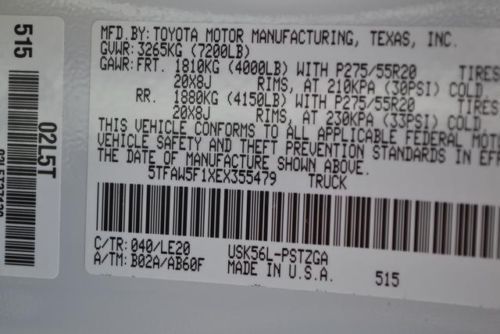 MFD.BY:TOYOTA MOTOR MANUFACTURING, TEXAS, INC.
GVWR: 3265KG (7200LB)
GAWR: FRT. 1810KG (4000LB) WITH P275/55R20 TIRES
20x8J RIMS, AT 210KPA (30PSI) COLD
RR. 1880KG (4150LB) WITH P275/55R20 TIRES
20x8J RIMS, AT 230KPA (33PSI) COLD
THIS VEHICLE CONFORMS TO ALL APPLICABLE FEDERAL MOTO
VEHICLE SAFETY AND THEFT PREVENTION STANDARDS IN EFF
THE DATE OF MANUFACTURE SHOWN ABOVE.
5TFAW5F1XEX355479 TRUCK
C/TR: 040/LE20 USK56L-PSTZGA
A/TM: B02A/AB60F MADE IN U.S.A. 515
515
02L5T